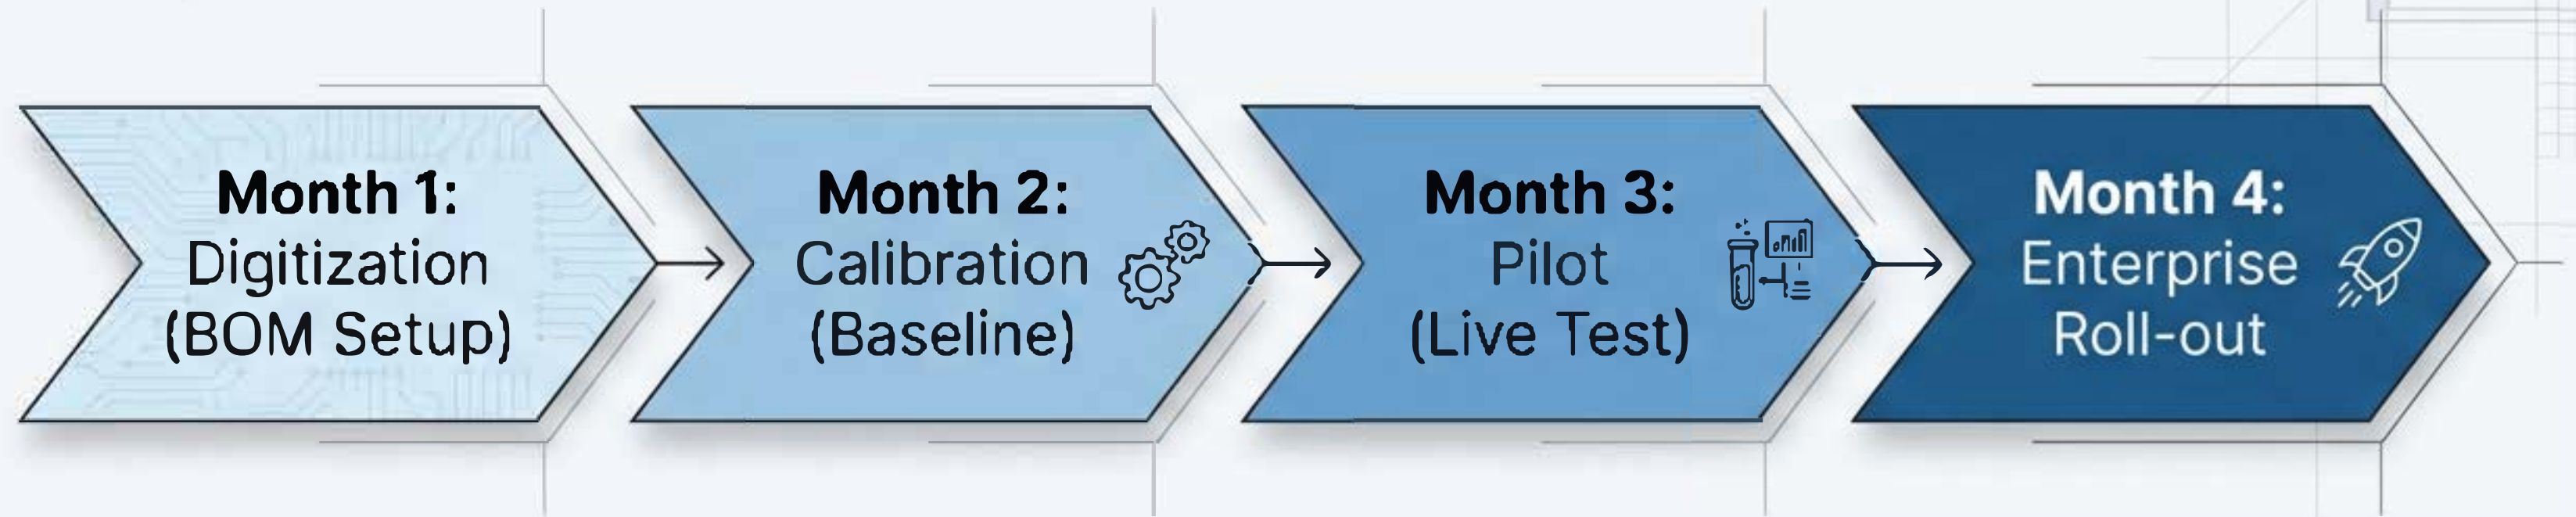 Month 1:
Digitization
(BOM Setup)
Month 2:
Calibration
(Baseline)
Month 3:
Pilot
(Live Test)
Month 4:
Enterprise
Roll-out